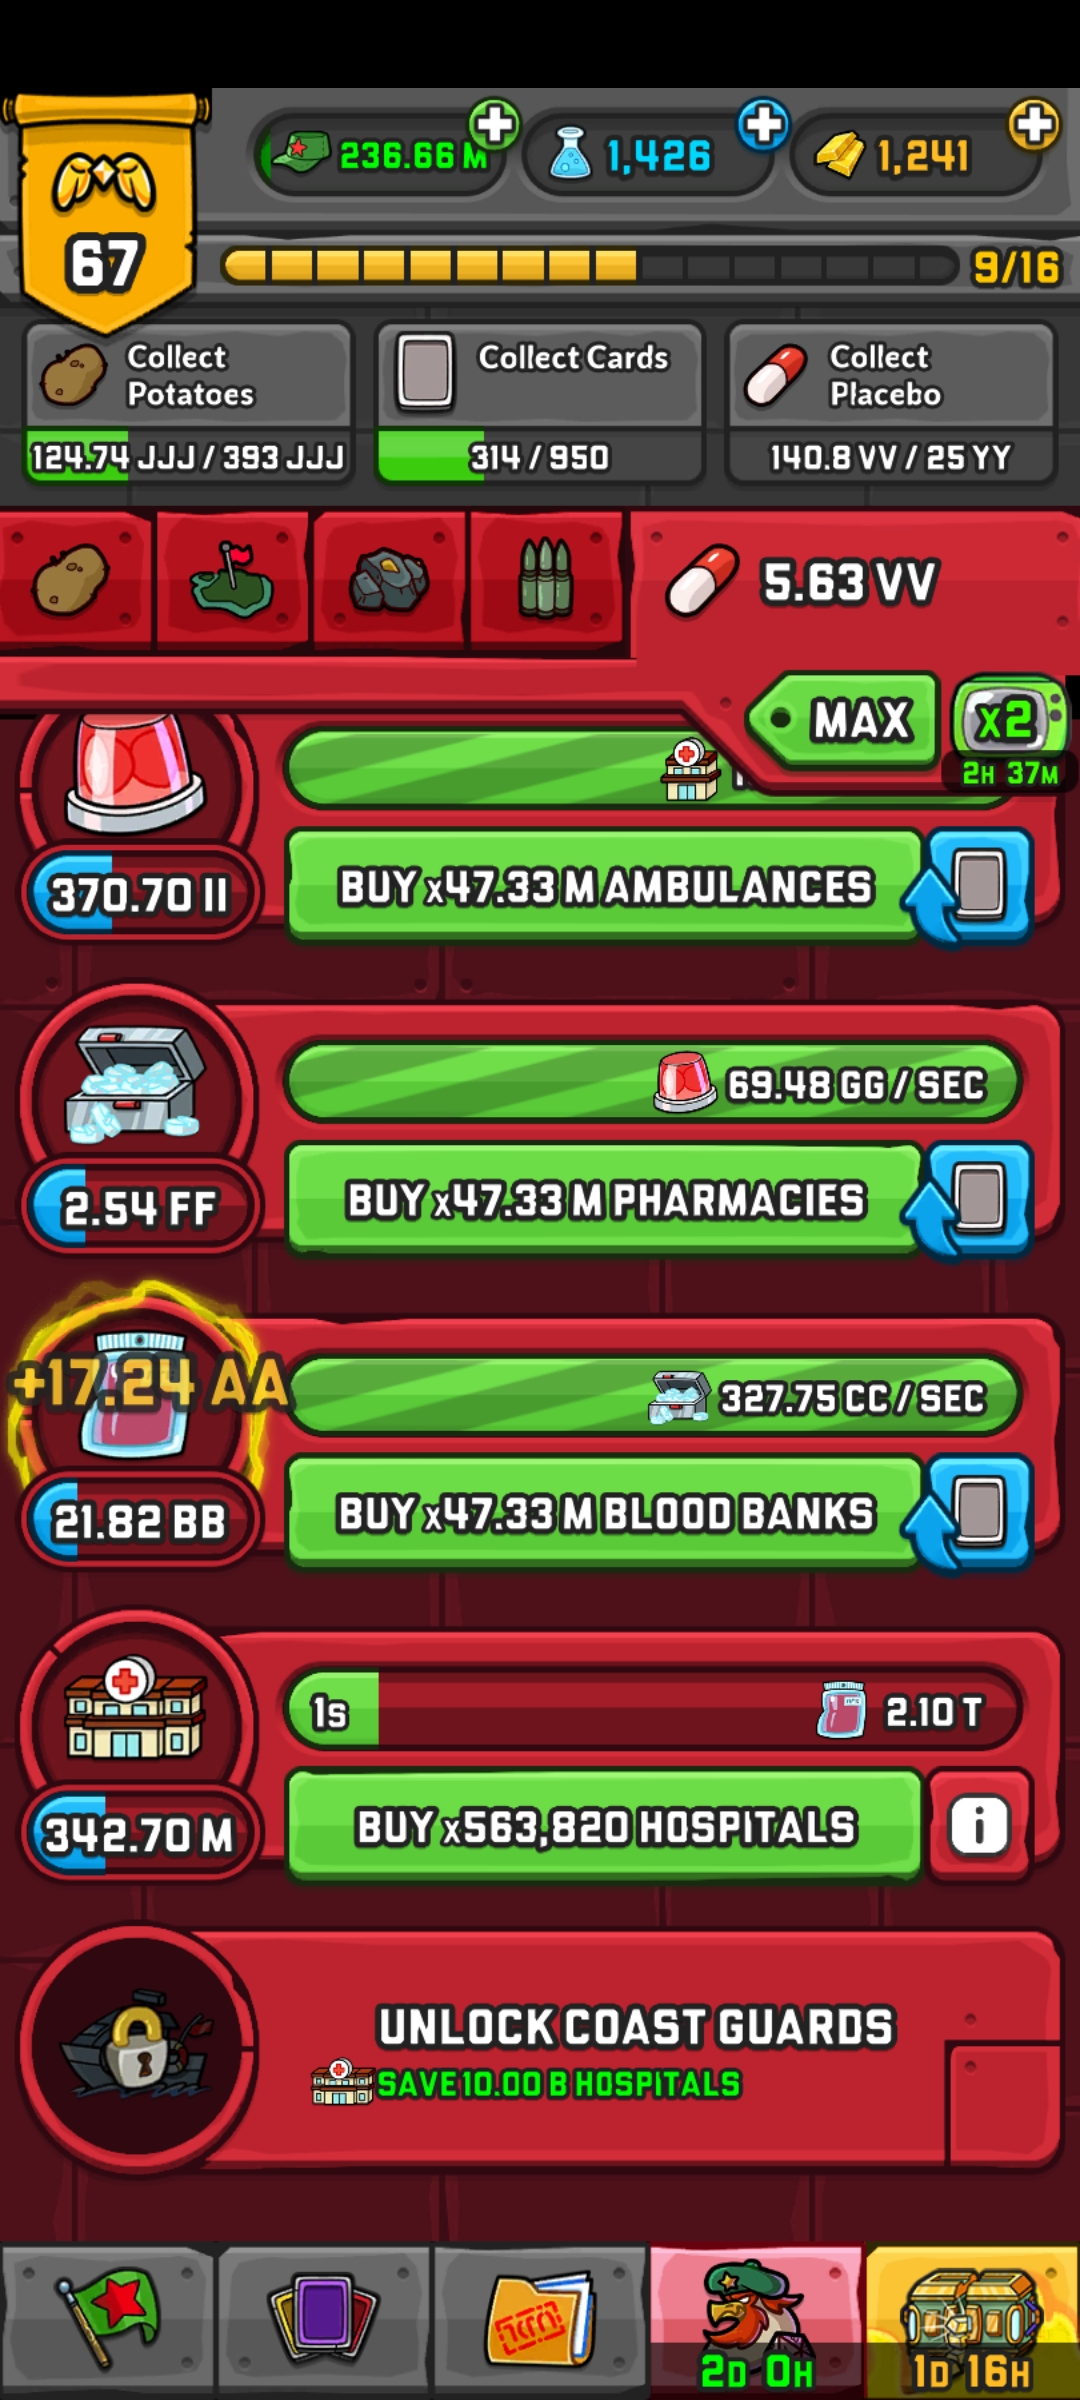 236.66 M
1,426
1,241
67
9/16
Collect
Potatoes
124.74 JJJ / 393 JJJ
Collect Cards
314 / 950
Collect
Placebo
140.8 VV / 25 YY
5.63 VV
MAX
x2
2H 37M
370.70 II
BUY x47.33 M AMBULANCES
69.48 GG / SEC
2.54 FF
BUY x47.33 M PHARMACIES
+17.24 AA
327.75 CC / SEC
21.82 BB
BUY x47.33 M BLOOD BANKS
1s
2.10 T
342.70 M
BUY x563,820 HOSPITALS
i
UNLOCK COAST GUARDS
SAVE 10.00 B HOSPITALS
2D 0H
1D 16H